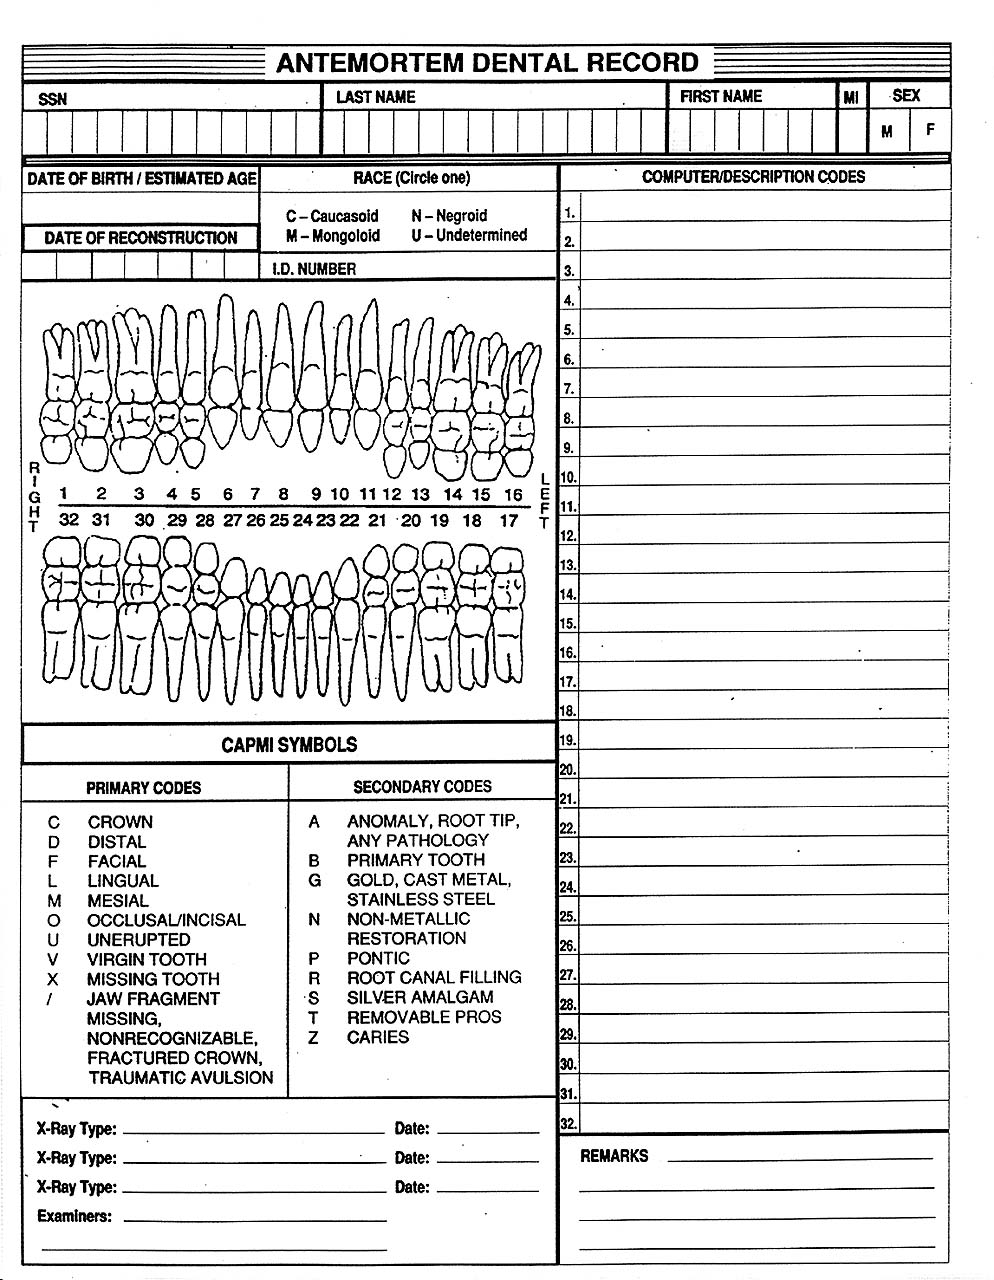 ANTEMORTEM DENTAL RECORD
SSN LAST NAME FIRST NAME MI SEX
M F
DATE OF BIRTH / ESTIMATED AGE RACE (Circle one) COMPUTER/DESCRIPTION CODES
C – Caucasoid N – Negroid
M – Mongoloid U – Undetermined
DATE OF RECONSTRUCTION
I.D. NUMBER
1.
2.
3.
4.
5.
6.
7.
8.
9.
10.
11.
12.
13.
14.
15.
16.
17.
18.
19.
20.
21.
22.
23.
24.
25.
26.
27.
28.
29.
30.
31.
32.
RIGHT
1 2 3 4 5 6 7 8 9 10 11 12 13 14 15 16
32 31 30 29 28 27 26 25 24 23 22 21 20 19 18 17
LEFT
CAPMI SYMBOLS
PRIMARY CODES
C CROWN
D DISTAL
F FACIAL
L LINGUAL
M MESIAL
O OCCLUSAL/INCISAL
U UNERUPTED
V VIRGIN TOOTH
X MISSING TOOTH
/ JAW FRAGMENT
MISSING,
NONRECOGNIZABLE,
FRACTURED CROWN,
TRAUMATIC AVULSION
SECONDARY CODES
A ANOMALY, ROOT TIP,
ANY PATHOLOGY
B PRIMARY TOOTH
G GOLD, CAST METAL,
STAINLESS STEEL
N NON-METALLIC
RESTORATION
P PONTIC
R ROOT CANAL FILLING
S SILVER AMALGAM
T REMOVABLE PROS
Z CARIES
X-Ray Type: Date:
X-Ray Type: Date:
X-Ray Type: Date:
Examiners:
REMARKS